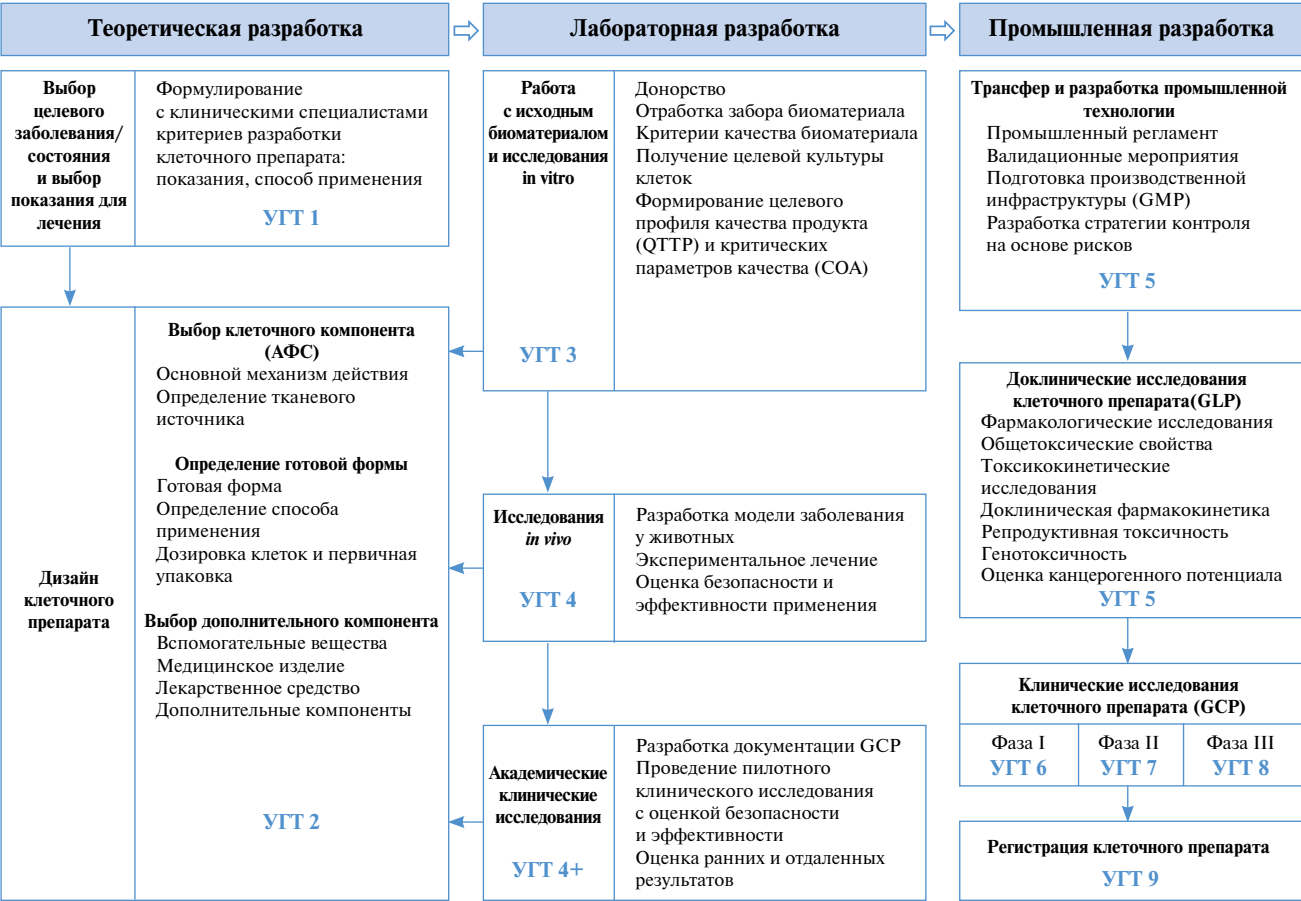 Теоретическая разработка
Лабораторная разработка
Промышленная разработка
Выбор
целевого
заболевания/
состояния
и выбор
показания для
лечения
Формулирование
с клиническими специалистами
критериев разработки
клеточного препарата:
показания, способ применения
УГТ 1
Дизайн
клеточного
препарата
Выбор клеточного компонента
(АФС)
Основной механизм действия
Определение тканевого
источника
Определение готовой формы
Готовая форма
Определение способа
применения
Дозировка клеток и первичная
упаковка
Выбор дополнительного компонента
Вспомогательные вещества
Медицинское изделие
Лекарственное средство
Дополнительные компоненты
УГТ 2
Работа
с исходным
биоматериалом
и исследования
in vitro
УГТ 3
Донорство
Отработка забора биоматериала
Критерии качества биоматериала
Получение целевой культуры
клеток
Формирование целевого
профиля качества продукта
(QTTP) и критических
параметров качества (COA)
Исследования
in vivo
УГТ 4
Разработка модели заболевания
у животных
Экспериментальное лечение
Оценка безопасности и
эффективности применения
Академические
клинические
исследования
УГТ 4+
Разработка документации GCP
Проведение пилотного
клинического исследования
с оценкой безопасности
и эффективности
Оценка ранних и отдаленных
результатов
Трансфер и разработка промышленной
технологии
Промышленный регламент
Валидационные мероприятия
Подготовка производственной
инфраструктуры (GMP)
Разработка стратегии контроля
на основе рисков
УГТ 5
Доклинические исследования
клеточного препарата(GLP)
Фармакологические исследования
Общетоксические свойства
Токсикокинетические
исследования
Доклиническая фармакокинетика
Репродуктивная токсичность
Генотоксичность
Оценка канцерогенного потенциала
УГТ 5
Клинические исследования
клеточного препарата (GCP)
Фаза I
УГТ 6
Фаза II
УГТ 7
Фаза III
УГТ 8
Регистрация клеточного препарата
УГТ 9